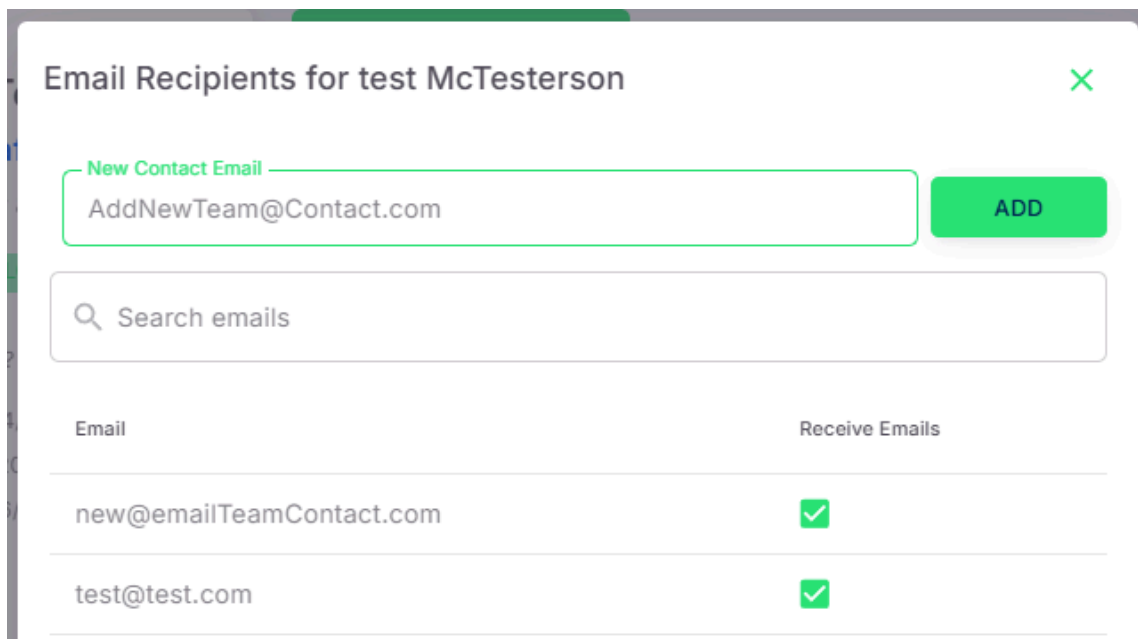 Email Recipients for test McTesterson
New Contact Email
AddNewTeam@Contact.com
ADD
Search emails
Email Receive Emails
new@emailTeamContact.com
test@test.com